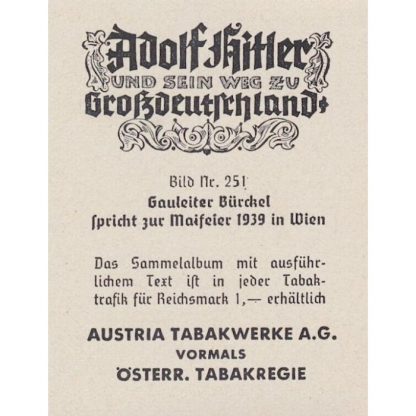 Adolf Hitler
UND SEIN WEG ZU
Großdeutschland
Bild Nr. 251
Gauleiter Bürckel
spricht zur Maifeier 1939 in Wien
Das Sammelalbum mit ausführ-
lichem Text ist in jeder Tabak-
trafik für Reichsmark 1,— erhältlich
AUSTRIA TABAKWERKE A.G.
VORMALS
ÖSTERR. TABAKREGIE